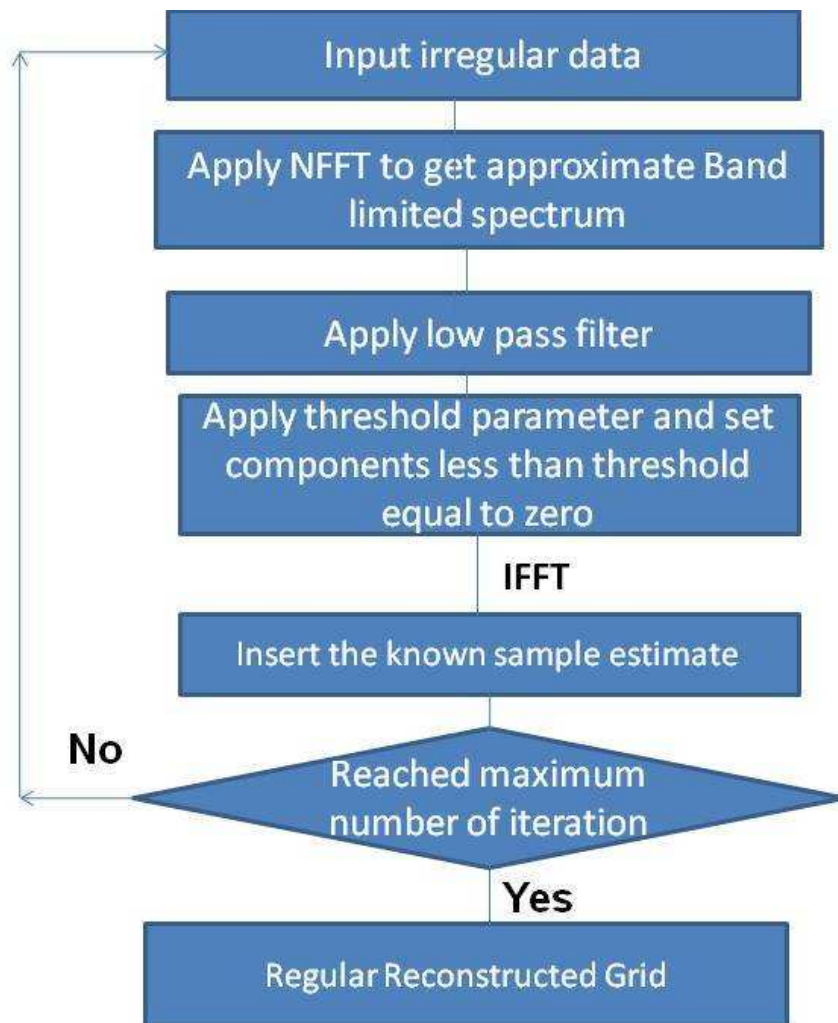 Input irregular data
Apply NFFT to get approximate Band
limited spectrum
Apply low pass filter
Apply threshold parameter and set
components less than threshold
equal to zero
IFFT
Insert the known sample estimate
No
Reached maximum
number of iteration
Yes
Regular Reconstructed Grid